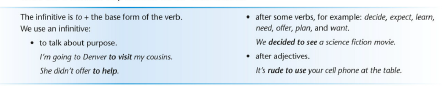 The infinitive is to + the base form of the verb.
We use an infinitive:
• to talk about purpose.
I'm going to Denver to visit my cousins.
She didn't offer to help.
• after some verbs, for example: decide, expect, learn,
need, offer, plan, and want.
We decided to see a science fiction movie.
• after adjectives.
It's rude to use your cell phone at the table.